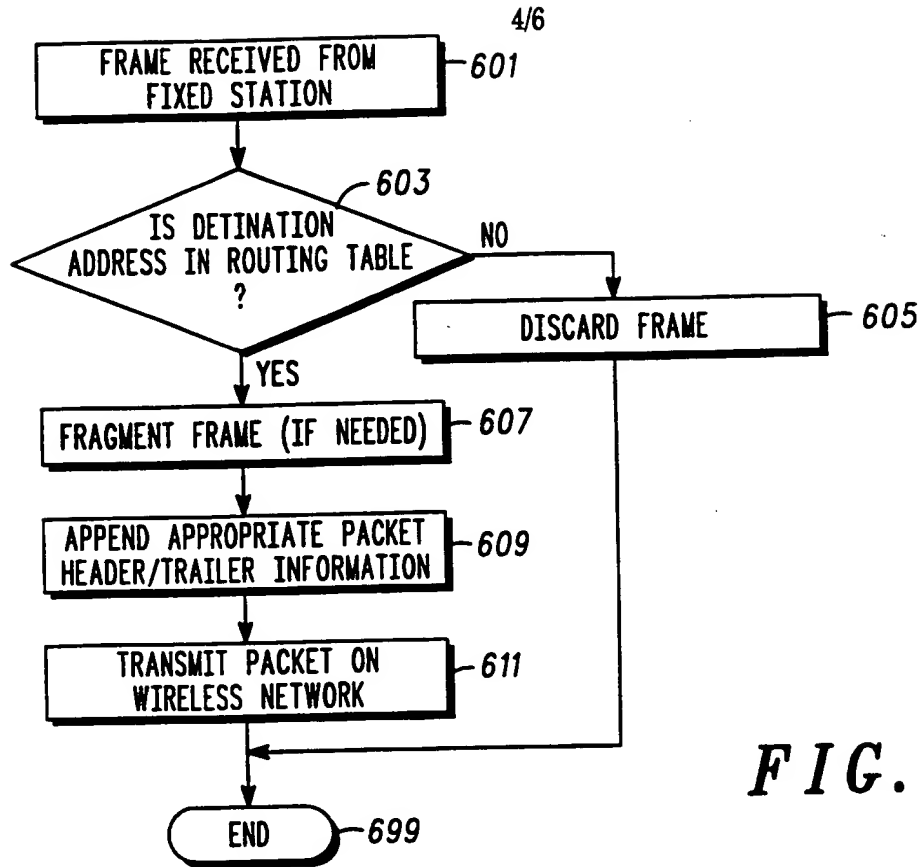 4/6
FRAME RECEIVED FROM
FIXED STATION
601
603
IS DETINATION
ADDRESS IN ROUTING TABLE
?
NO
DISCARD FRAME
605
YES
FRAGMENT FRAME (IF NEEDED)
607
APPEND APPROPRIATE PACKET
HEADER/TRAILER INFORMATION
609
TRANSMIT PACKET ON
WIRELESS NETWORK
611
END
699
FIG.